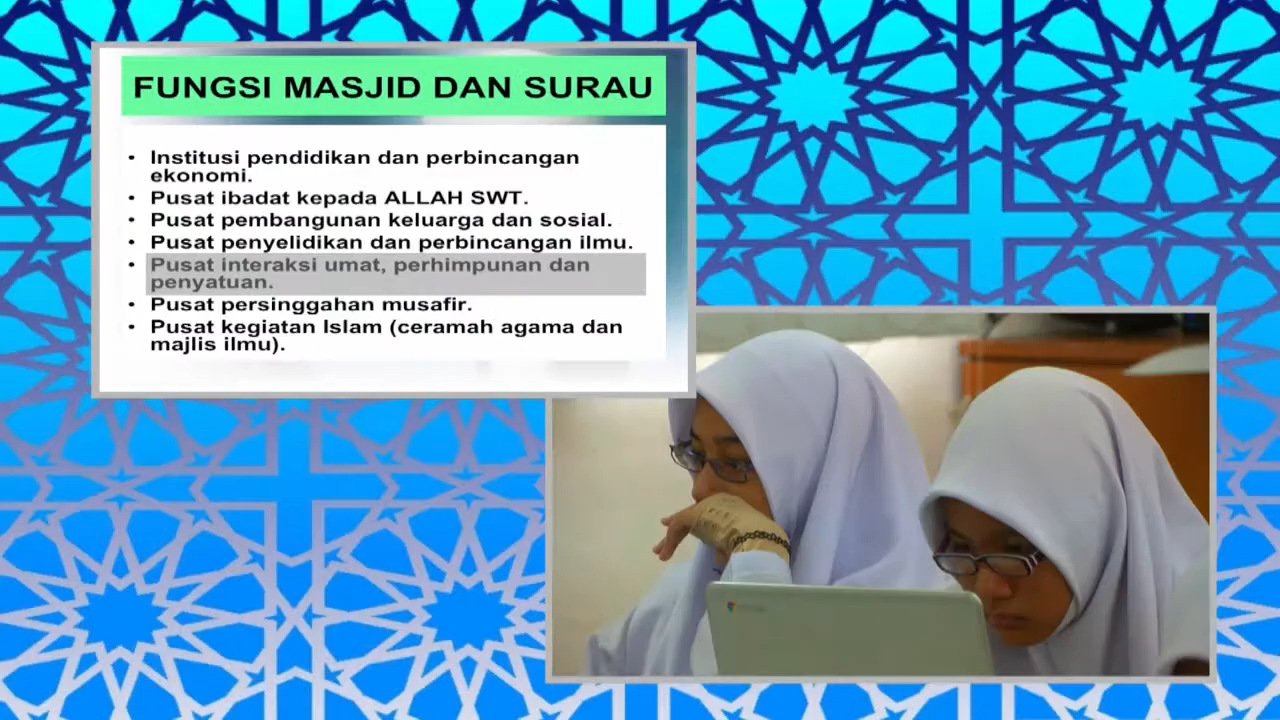 FUNGSI MASJID DAN SURAU
• Institusi pendidikan dan perbincangan
ekonomi.
• Pusat ibadat kepada ALLAH SWT.
• Pusat pembangunan keluarga dan sosial.
• Pusat penyelidikan dan perbincangan ilmu.
• Pusat interaksi umat, perhimpunan dan
penyatuan.
• Pusat persinggahan musafir.
• Pusat kegiatan Islam (ceramah agama dan
majlis ilmu).